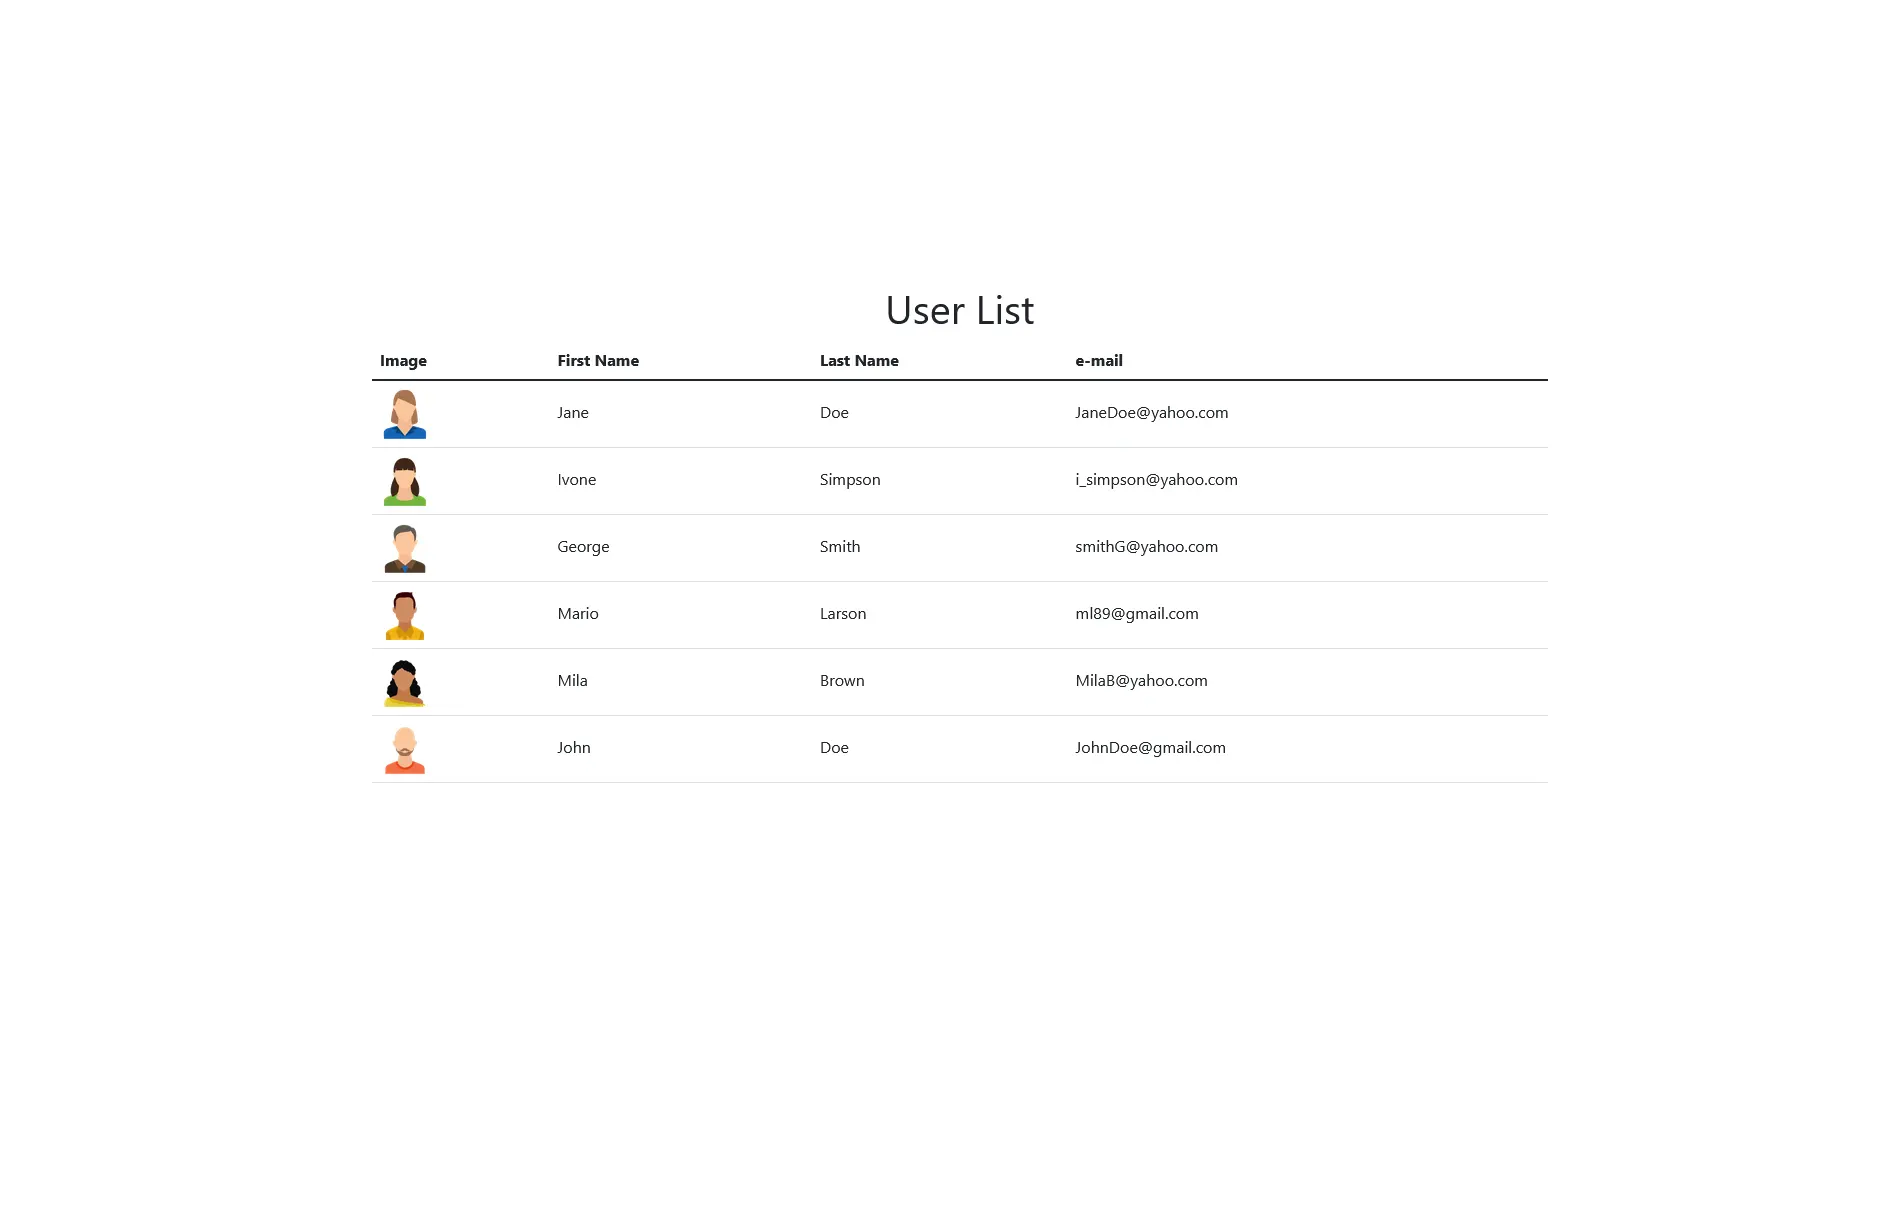 User List
Image First Name Last Name e-mail
Jane Doe JaneDoe@yahoo.com
Ivone Simpson i_simpson@yahoo.com
George Smith smithG@yahoo.com
Mario Larson ml89@gmail.com
Mila Brown MilaB@yahoo.com
John Doe JohnDoe@gmail.com